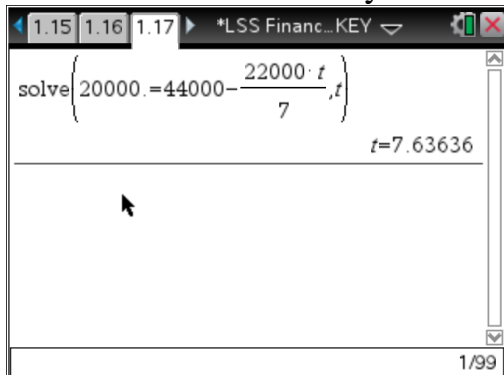 1.15 1.16 1.17 *LSS Financ...KEY
solve(20000.=44000-22000·t/7,t)
t=7.63636
1/99